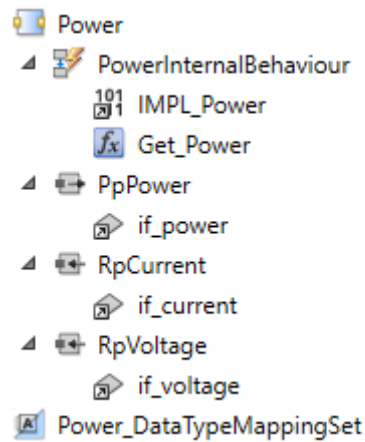 Power
PowerInternalBehaviour
IMPL_Power
Get_Power
PpPower
if_power
RpCurrent
if_current
RpVoltage
if_voltage
Power_DataTypeMappingSet